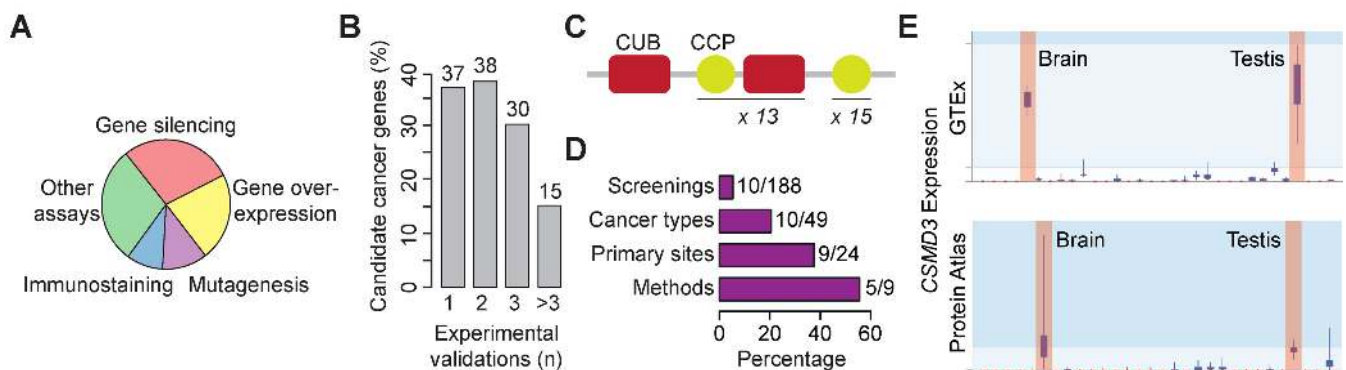 A
Gene silencing
Other
assays
Gene over-
expression
Immunostaining
Mutagenesis
B
Candidate cancer genes (%)
40
30
20
10
0
37
38
30
15
1
2
3
>3
Experimental
validations (n)
C
CUB
CCP
x 13
x 15
D
Screenings
10/188
Cancer types
10/49
Primary sites
9/24
Methods
5/9
0
20
40
60
Percentage
E
CSMD3 Expression
GTEx
Brain
Testis
Protein Atlas
Brain
Testis